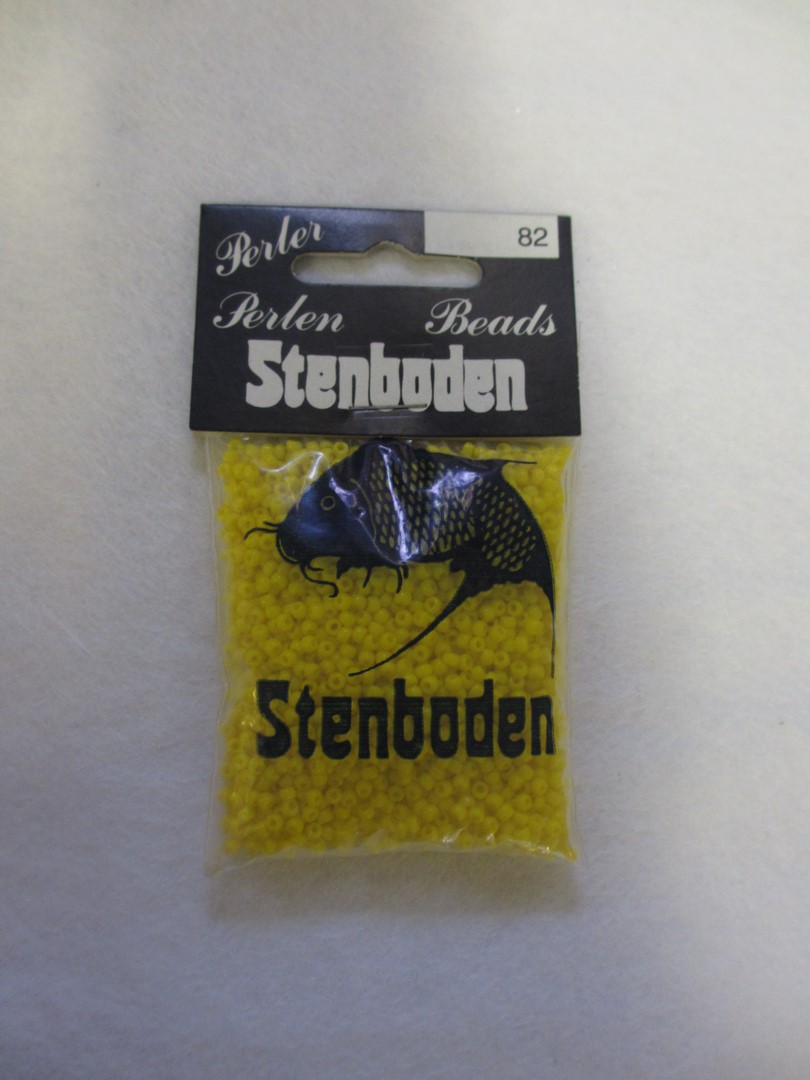 Perler
82
Perlen Beads
Stenboden
Stenboden